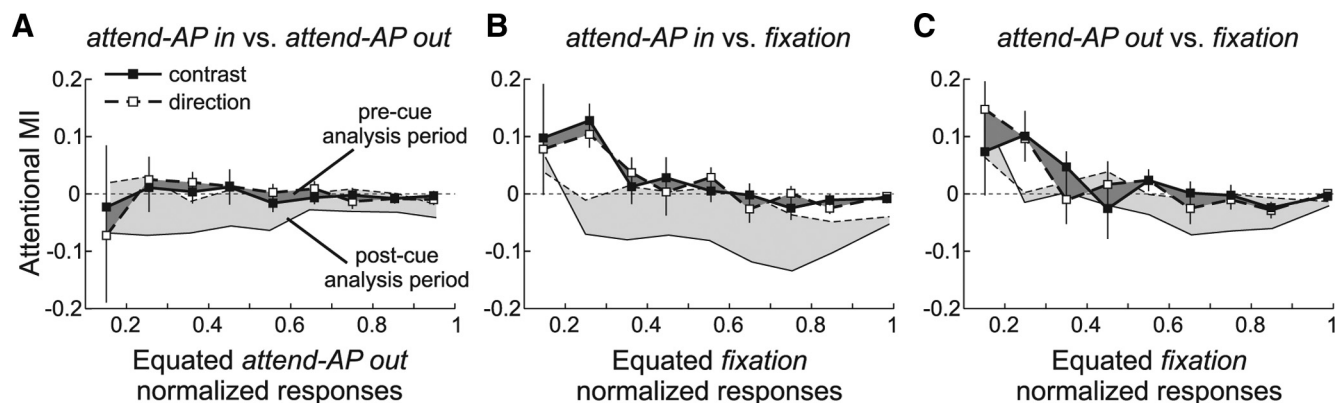 A
attend-AP in vs. attend-AP out
B
attend-AP in vs. fixation
C
attend-AP out vs. fixation
Attentional MI
0.2
0.1
0
-0.1
-0.2
contrast
direction
pre-cue
analysis period
post-cue
analysis period
0.2
0.4
0.6
0.8
1
Equated attend-AP out
normalized responses
0.2
0.1
0
-0.1
-0.2
0.2
0.4
0.6
0.8
1
Equated fixation
normalized responses
0.2
0.1
0
-0.1
-0.2
0.2
0.4
0.6
0.8
1
Equated fixation
normalized responses